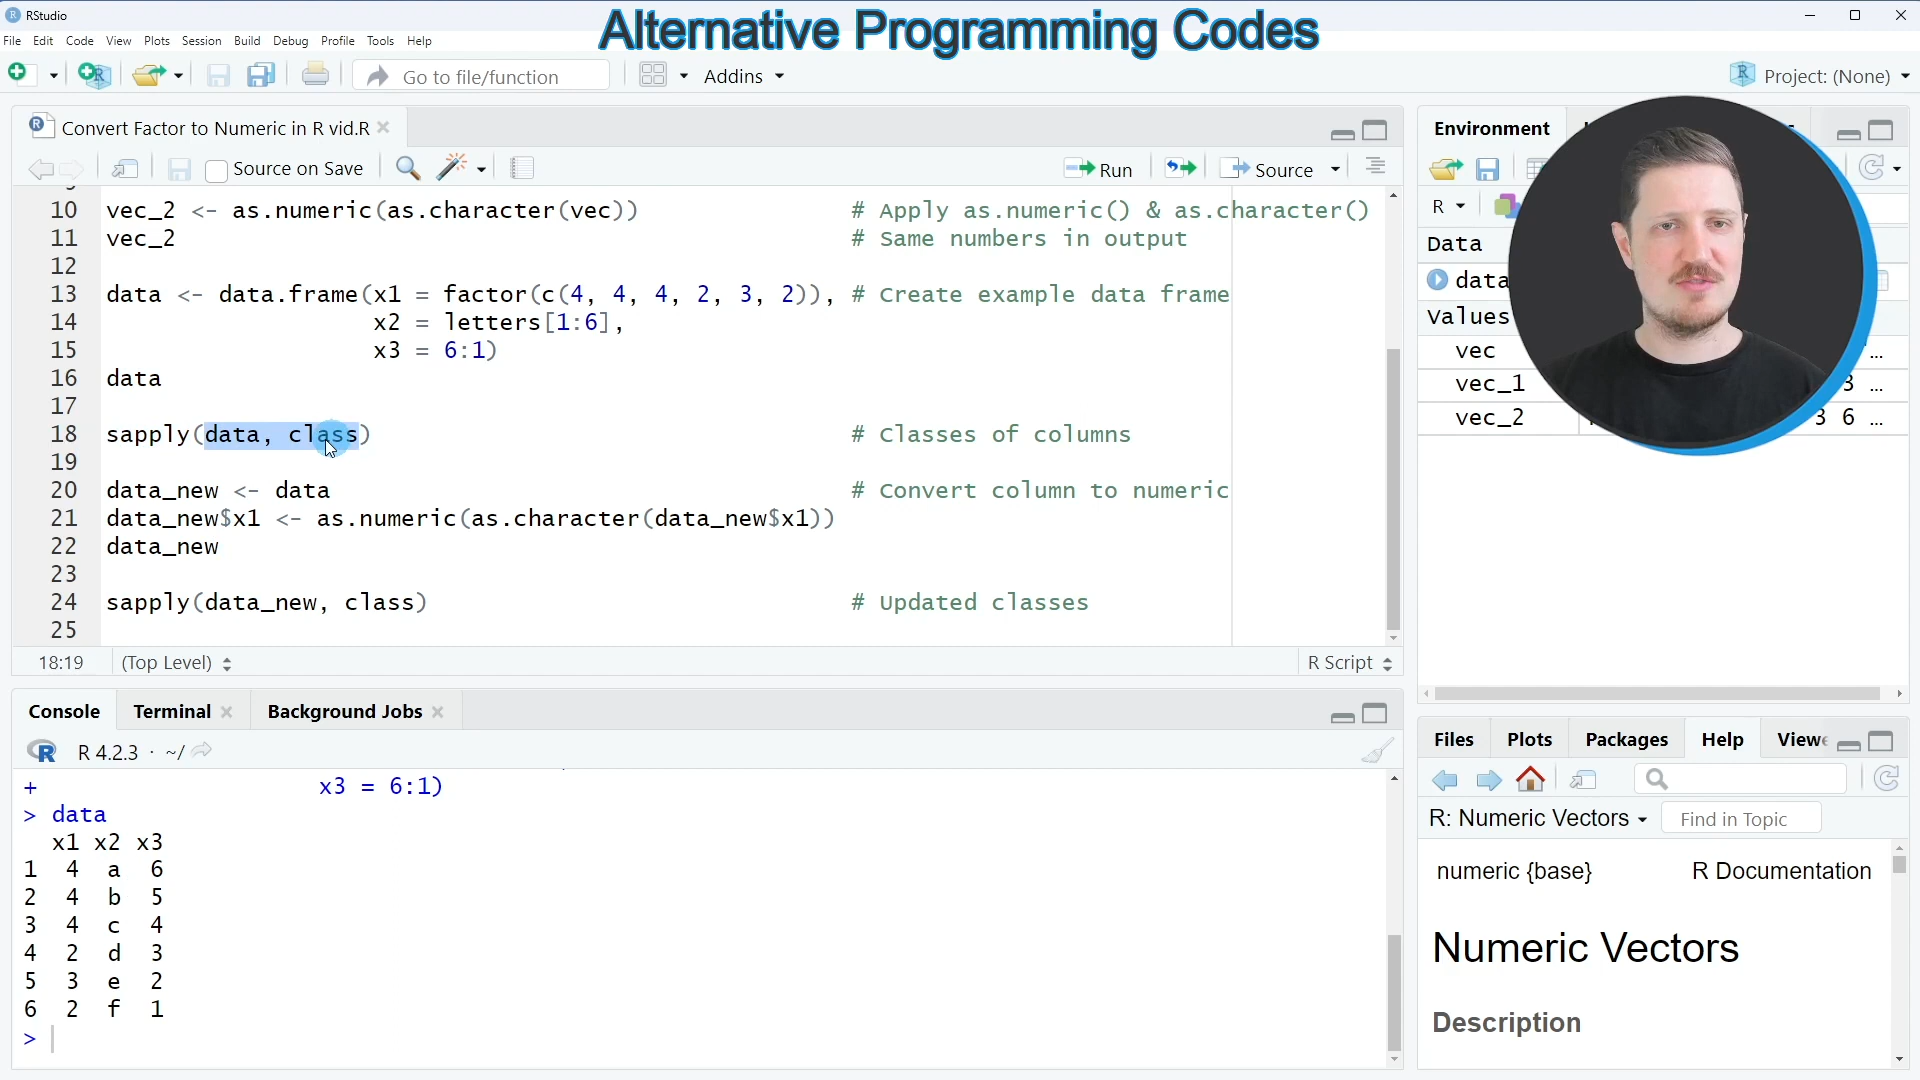 RStudio
Alternative Programming Codes
File Edit Code View Plots Session Build Debug Profile Tools Help
Go to file/function
Addins
Project: (None)
Convert Factor to Numeric in R vid.R
Source on Save
Run
Source
10 vec_2 <- as.numeric(as.character(vec)) # Apply as.numeric() & as.character()
11 vec_2 # Same numbers in output
12
13 data <- data.frame(x1 = factor(c(4, 4, 4, 2, 3, 2)), # Create example data frame
14 x2 = letters[1:6],
15 x3 = 6:1)
16 data
17
18 sapply(data, class) # Classes of columns
19
20 data_new <- data # Convert column to numeric
21 data_new$x1 <- as.numeric(as.character(data_new$x1))
22 data_new
23
24 sapply(data_new, class) # Updated classes
25
18:19 (Top Level) R Script
Console Terminal Background Jobs
R 4.2.3 · ~/
+ x3 = 6:1)
> data
x1 x2 x3
1 4 a 6
2 4 b 5
3 4 c 4
4 2 d 3
5 3 e 2
6 2 f 1
>
Environment
R
Data
data
Values
vec ...
vec_1 3 ...
vec_2 3 6 ...
Files Plots Packages Help Viewe
R: Numeric Vectors
Find in Topic
numeric {base} R Documentation
Numeric Vectors
Description